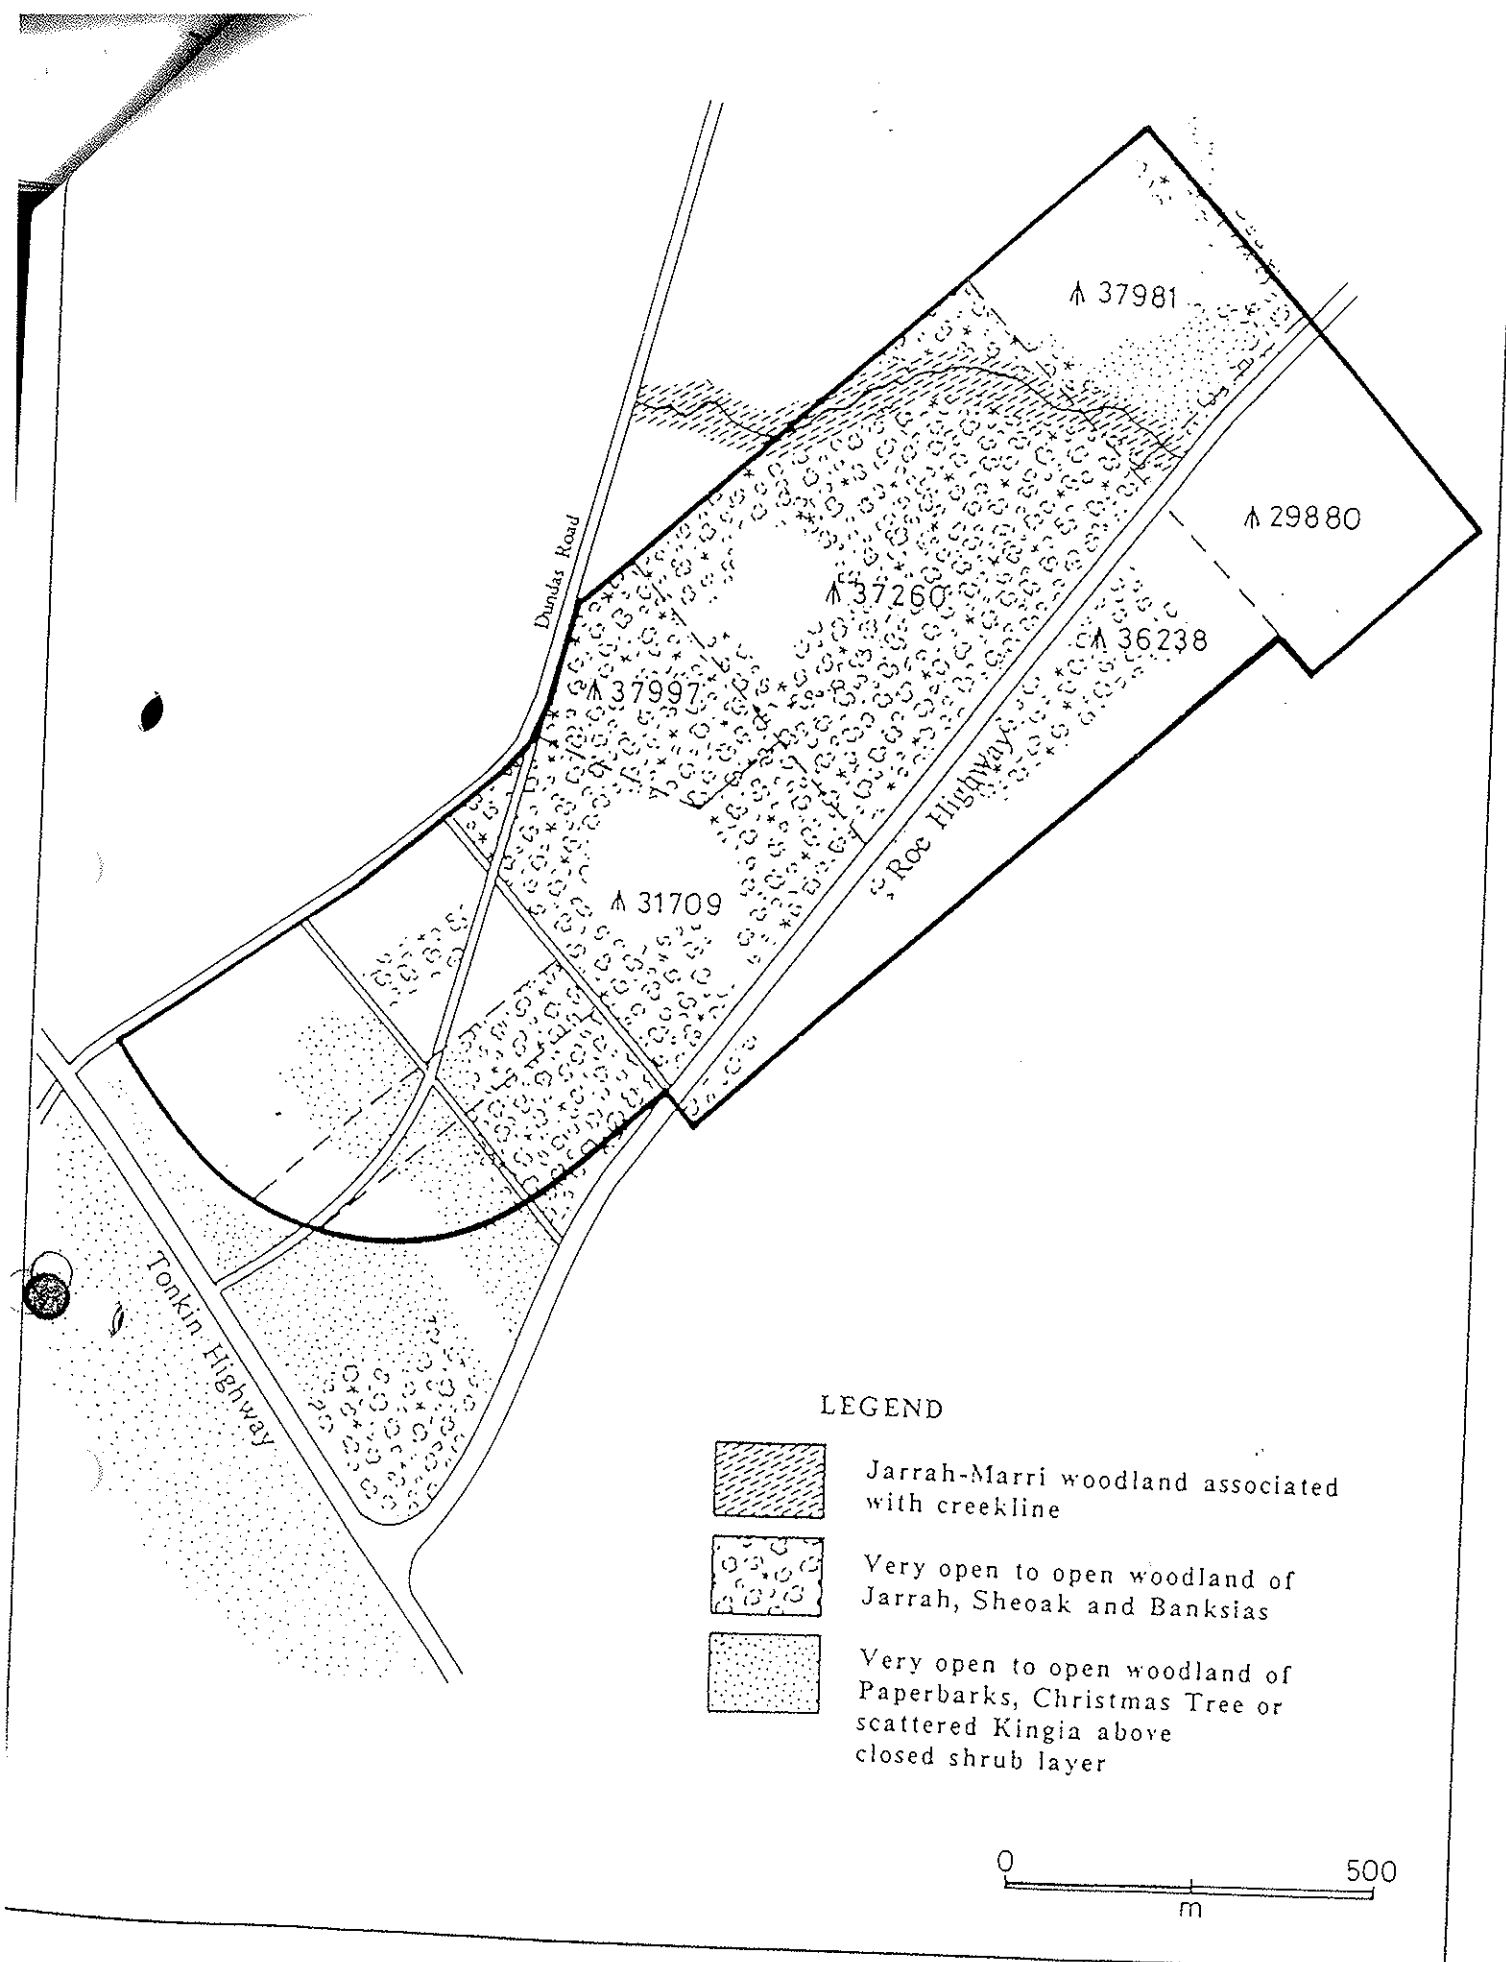 37981
29880
Dundas Road
37260
36238
37997
Roe Highway
31709
Tonkin Highway
LEGEND
Jarrah-Marri woodland associated
with creekline
Very open to open woodland of
Jarrah, Sheoak and Banksias
Very open to open woodland of
Paperbarks, Christmas Tree or
scattered Kingia above
closed shrub layer
0 500
m